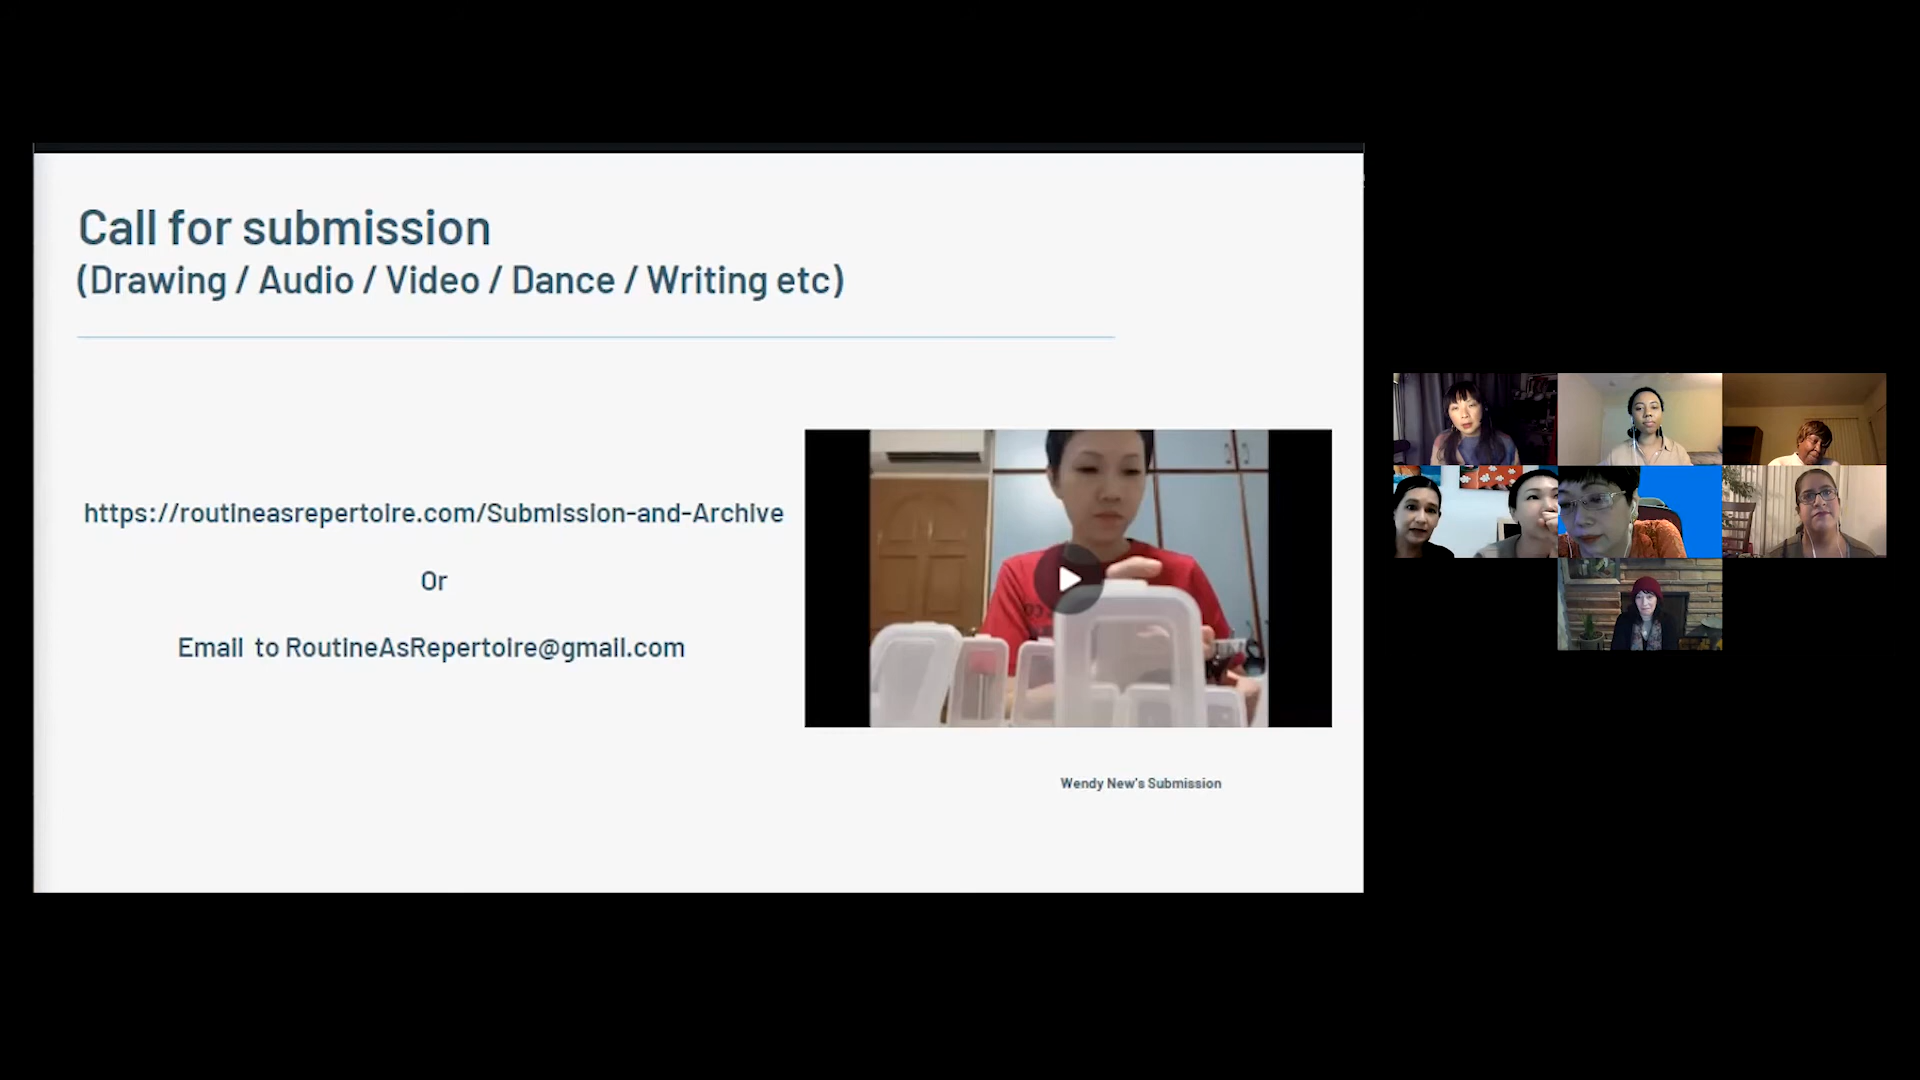 Call for submission
(Drawing / Audio / Video / Dance / Writing etc)
https://routineasrepertoire.com/Submission-and-Archive
Or
Email to RoutineAsRepertoire@gmail.com
Wendy New's Submission